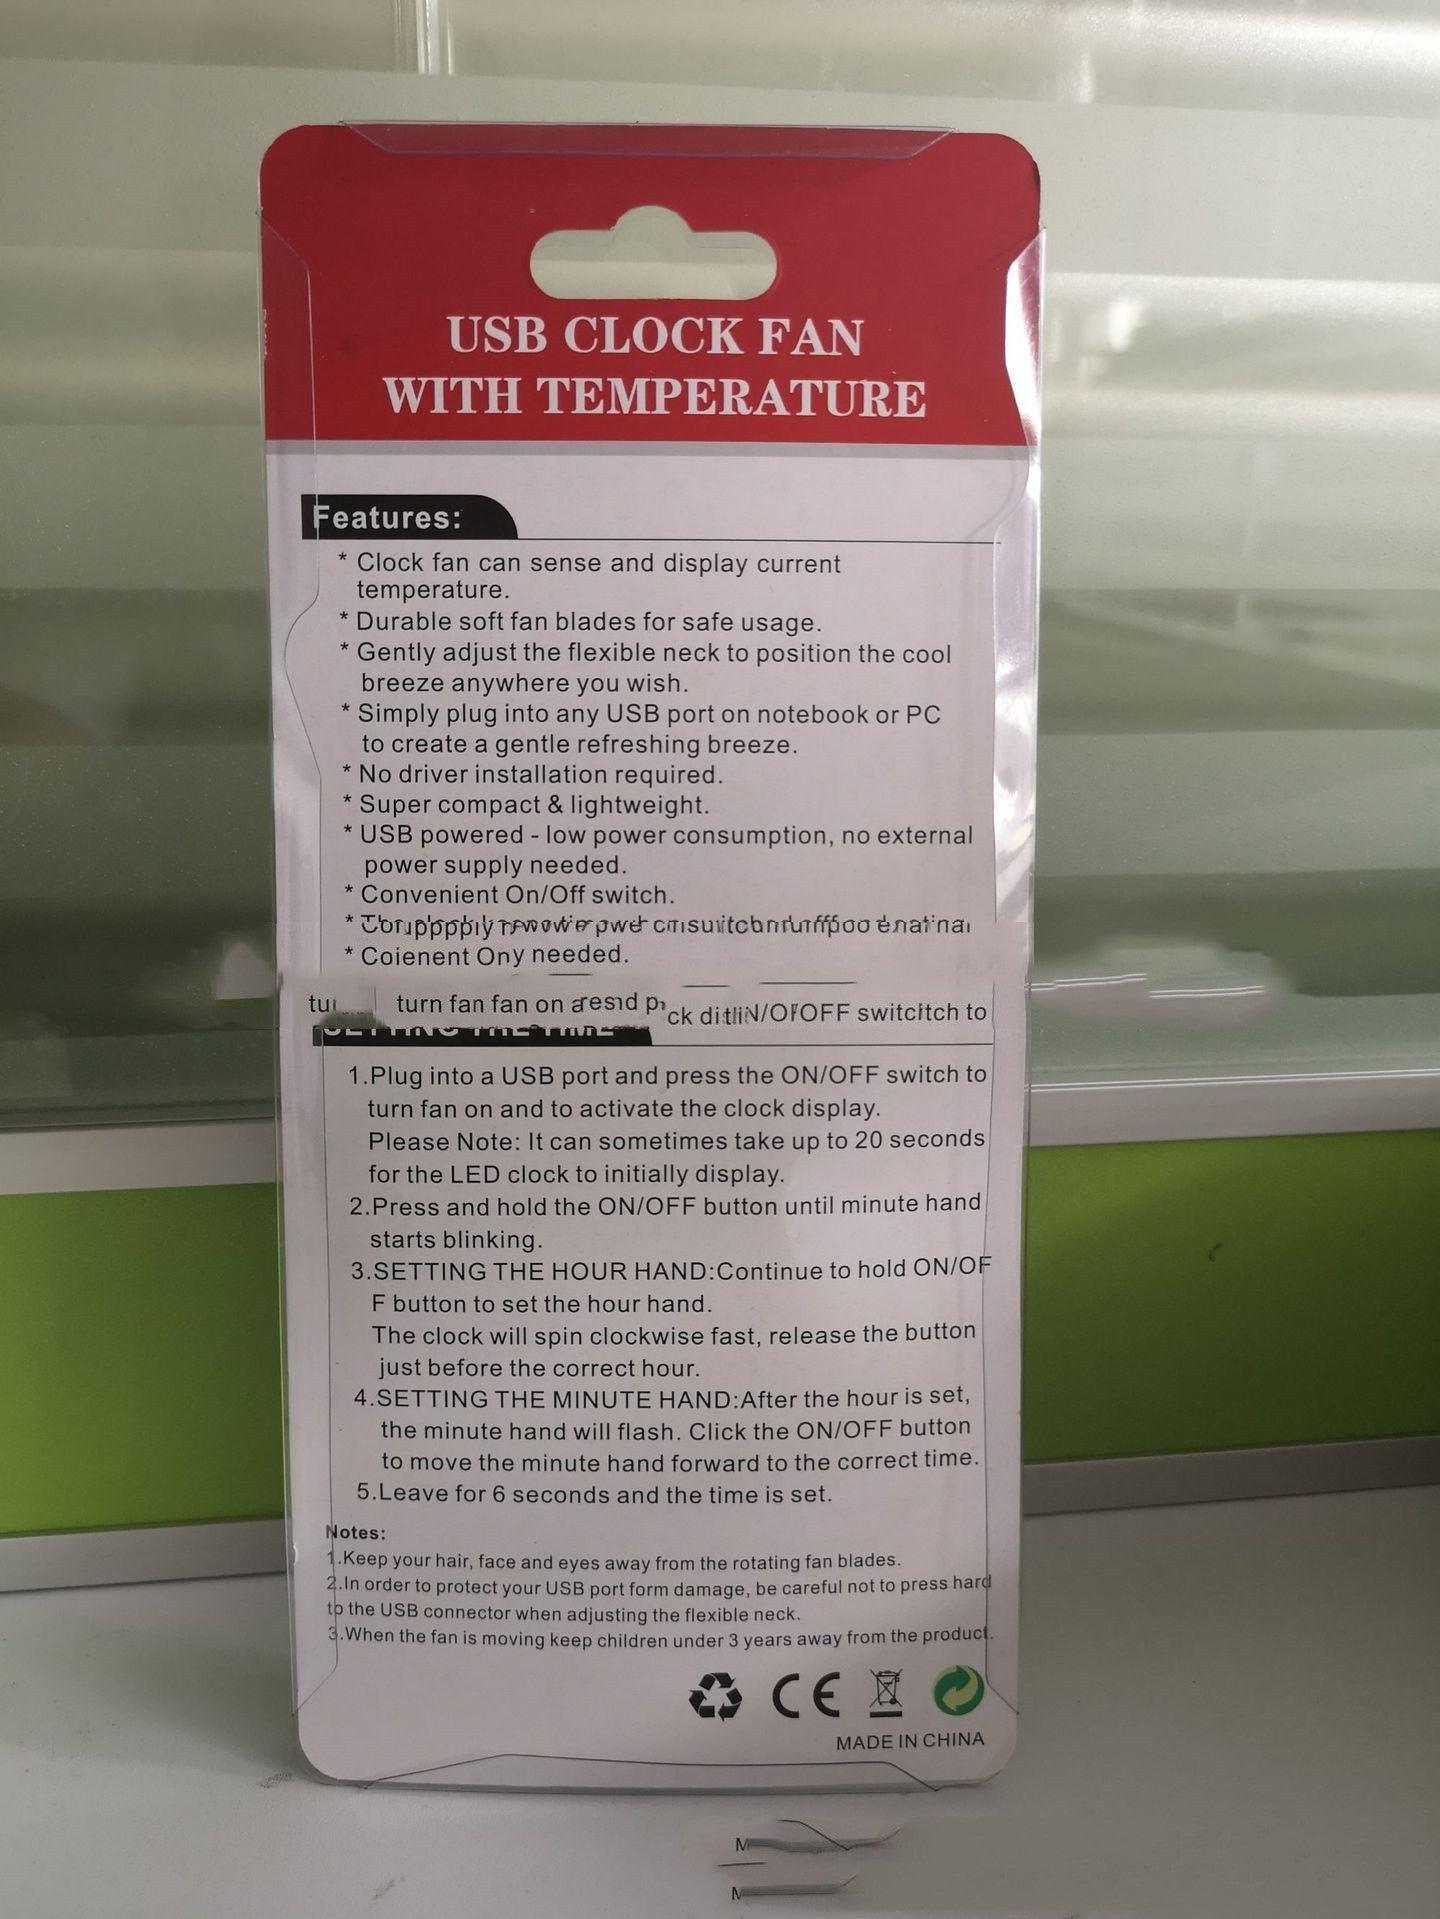 USB CLOCK FAN
WITH TEMPERATURE
Features:
* Clock fan can sense and display current
temperature.
* Durable soft fan blades for safe usage.
* Gently adjust the flexible neck to position the cool
breeze anywhere you wish.
* Simply plug into any USB port on notebook or PC
to create a gentle refreshing breeze.
* No driver installation required.
* Super compact & lightweight.
* USB powered - low power consumption, no external
power supply needed.
* Convenient On/Off switch.
* Coienent Ony needed.
turn fan fan on
SETTING THE TIME
1.Plug into a USB port and press the ON/OFF switch to
turn fan on and to activate the clock display.
Please Note: It can sometimes take up to 20 seconds
for the LED clock to initially display.
2.Press and hold the ON/OFF button until minute hand
starts blinking.
3.SETTING THE HOUR HAND:Continue to hold ON/OF
F button to set the hour hand.
The clock will spin clockwise fast, release the button
just before the correct hour.
4.SETTING THE MINUTE HAND:After the hour is set,
the minute hand will flash. Click the ON/OFF button
to move the minute hand forward to the correct time.
5.Leave for 6 seconds and the time is set.
Notes:
1.Keep your hair, face and eyes away from the rotating fan blades.
2.In order to protect your USB port form damage, be careful not to press hard
to the USB connector when adjusting the flexible neck.
3.When the fan is moving keep children under 3 years away from the product.
CE
MADE IN CHINA